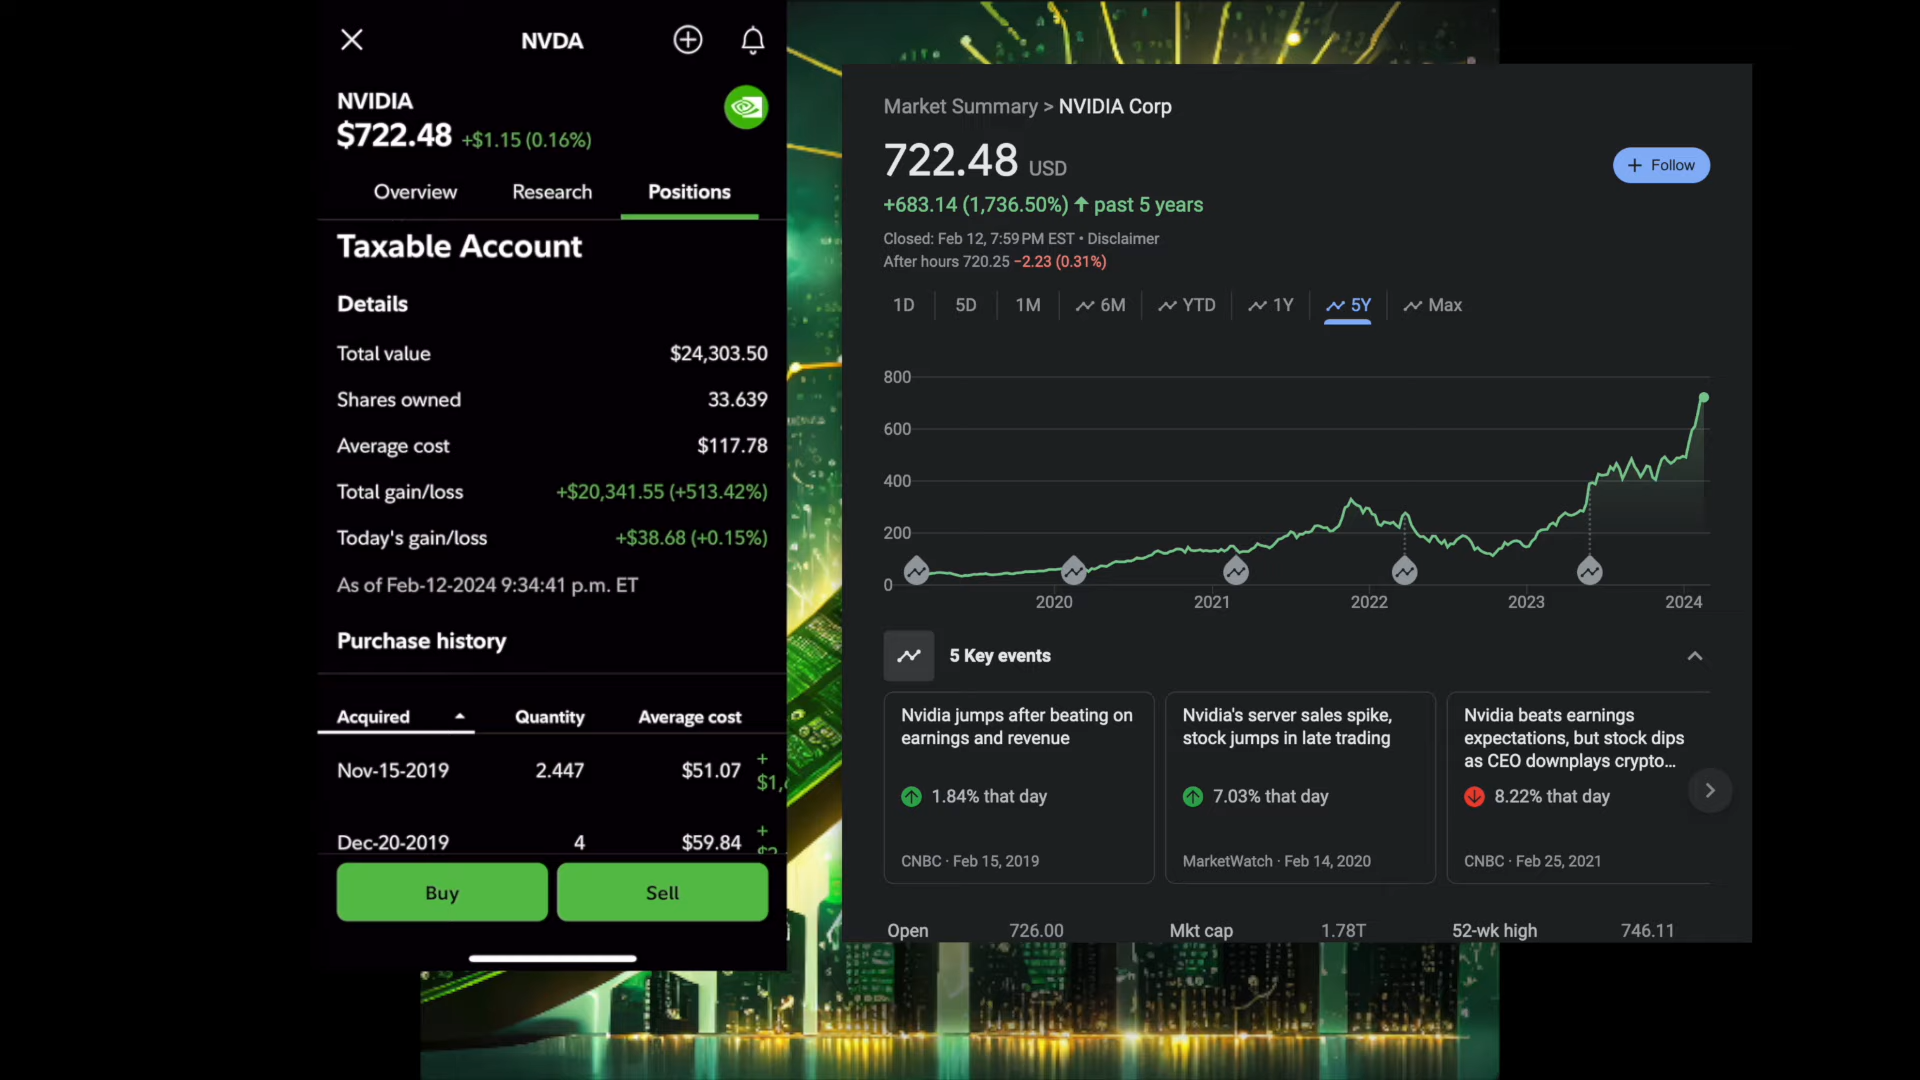 NVDA
NVIDIA
$722.48 +$1.15 (0.16%)
Overview Research Positions
Taxable Account
Details
Total value $24,303.50
Shares owned 33.639
Average cost $117.78
Total gain/loss +$20,341.55 (+513.42%)
Today's gain/loss +$38.68 (+0.15%)
As of Feb-12-2024 9:34:41 p.m. ET
Purchase history
Acquired Quantity Average cost
Nov-15-2019 2.447 $51.07 +
Dec-20-2019 4 $59.84 +
Buy Sell
Market Summary > NVIDIA Corp
722.48 USD
+ Follow
+683.14 (1,736.50%) past 5 years
Closed: Feb 12, 7:59 PM EST • Disclaimer
After hours 720.25 −2.23 (0.31%)
1D 5D 1M 6M YTD 1Y 5Y Max
800
600
400
200
0
2020 2021 2022 2023 2024
5 Key events
Nvidia jumps after beating on
earnings and revenue
1.84% that day
CNBC · Feb 15, 2019
Nvidia's server sales spike,
stock jumps in late trading
7.03% that day
MarketWatch · Feb 14, 2020
Nvidia beats earnings
expectations, but stock dips
as CEO downplays crypto...
8.22% that day
CNBC · Feb 25, 2021
Open 726.00 Mkt cap 1.78T 52-wk high 746.11